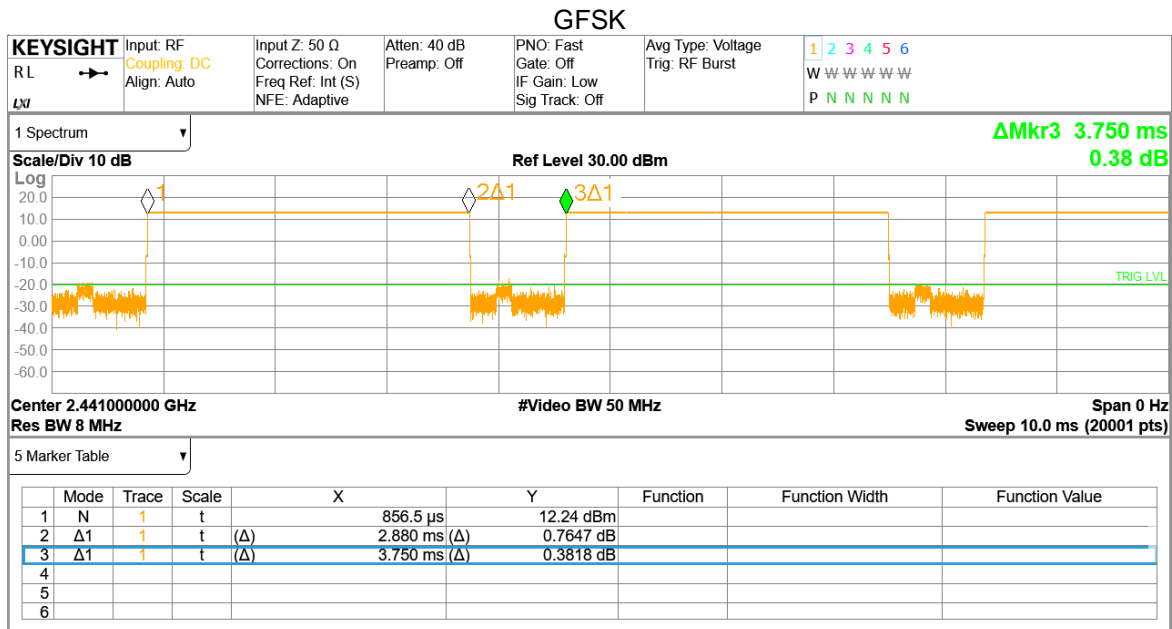 GFSK
KEYSIGHT Input: RF Input Z: 50 Ω Atten: 40 dB PNO: Fast Avg Type: Voltage 1 2 3 4 5 6
RL Coupling: DC Corrections: On Preamp: Off Gate: Off Trig: RF Burst
Align: Auto Freq Ref: Int (S) IF Gain: Low W W W W W W
LXI NFE: Adaptive Sig Track: Off P N N N N N
1 Spectrum ΔMkr3 3.750 ms
Scale/Div 10 dB Ref Level 30.00 dBm 0.38 dB
Log
1 2Δ1 3Δ1
20.0
10.0
0.00
-10.0
TRIG LVL
-20.0
-30.0
-40.0
-50.0
-60.0
Center 2.441000000 GHz #Video BW 50 MHz Span 0 Hz
Res BW 8 MHz Sweep 10.0 ms (20001 pts)
5 Marker Table
Mode Trace Scale X Y Function Function Width Function Value
1 N 1 t 856.5 µs 12.24 dBm
2 Δ1 1 t (Δ) 2.880 ms (Δ) 0.7647 dB
3 Δ1 1 t (Δ) 3.750 ms (Δ) 0.3818 dB
4
5
6